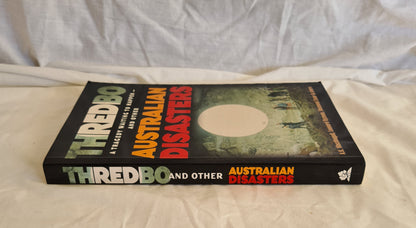 THREDBO
A TRAGEDY WAITING TO HAPPEN –
AND OTHER
AUSTRALIAN
DISASTERS
THREDBO AND OTHER AUSTRALIAN
DISASTERS